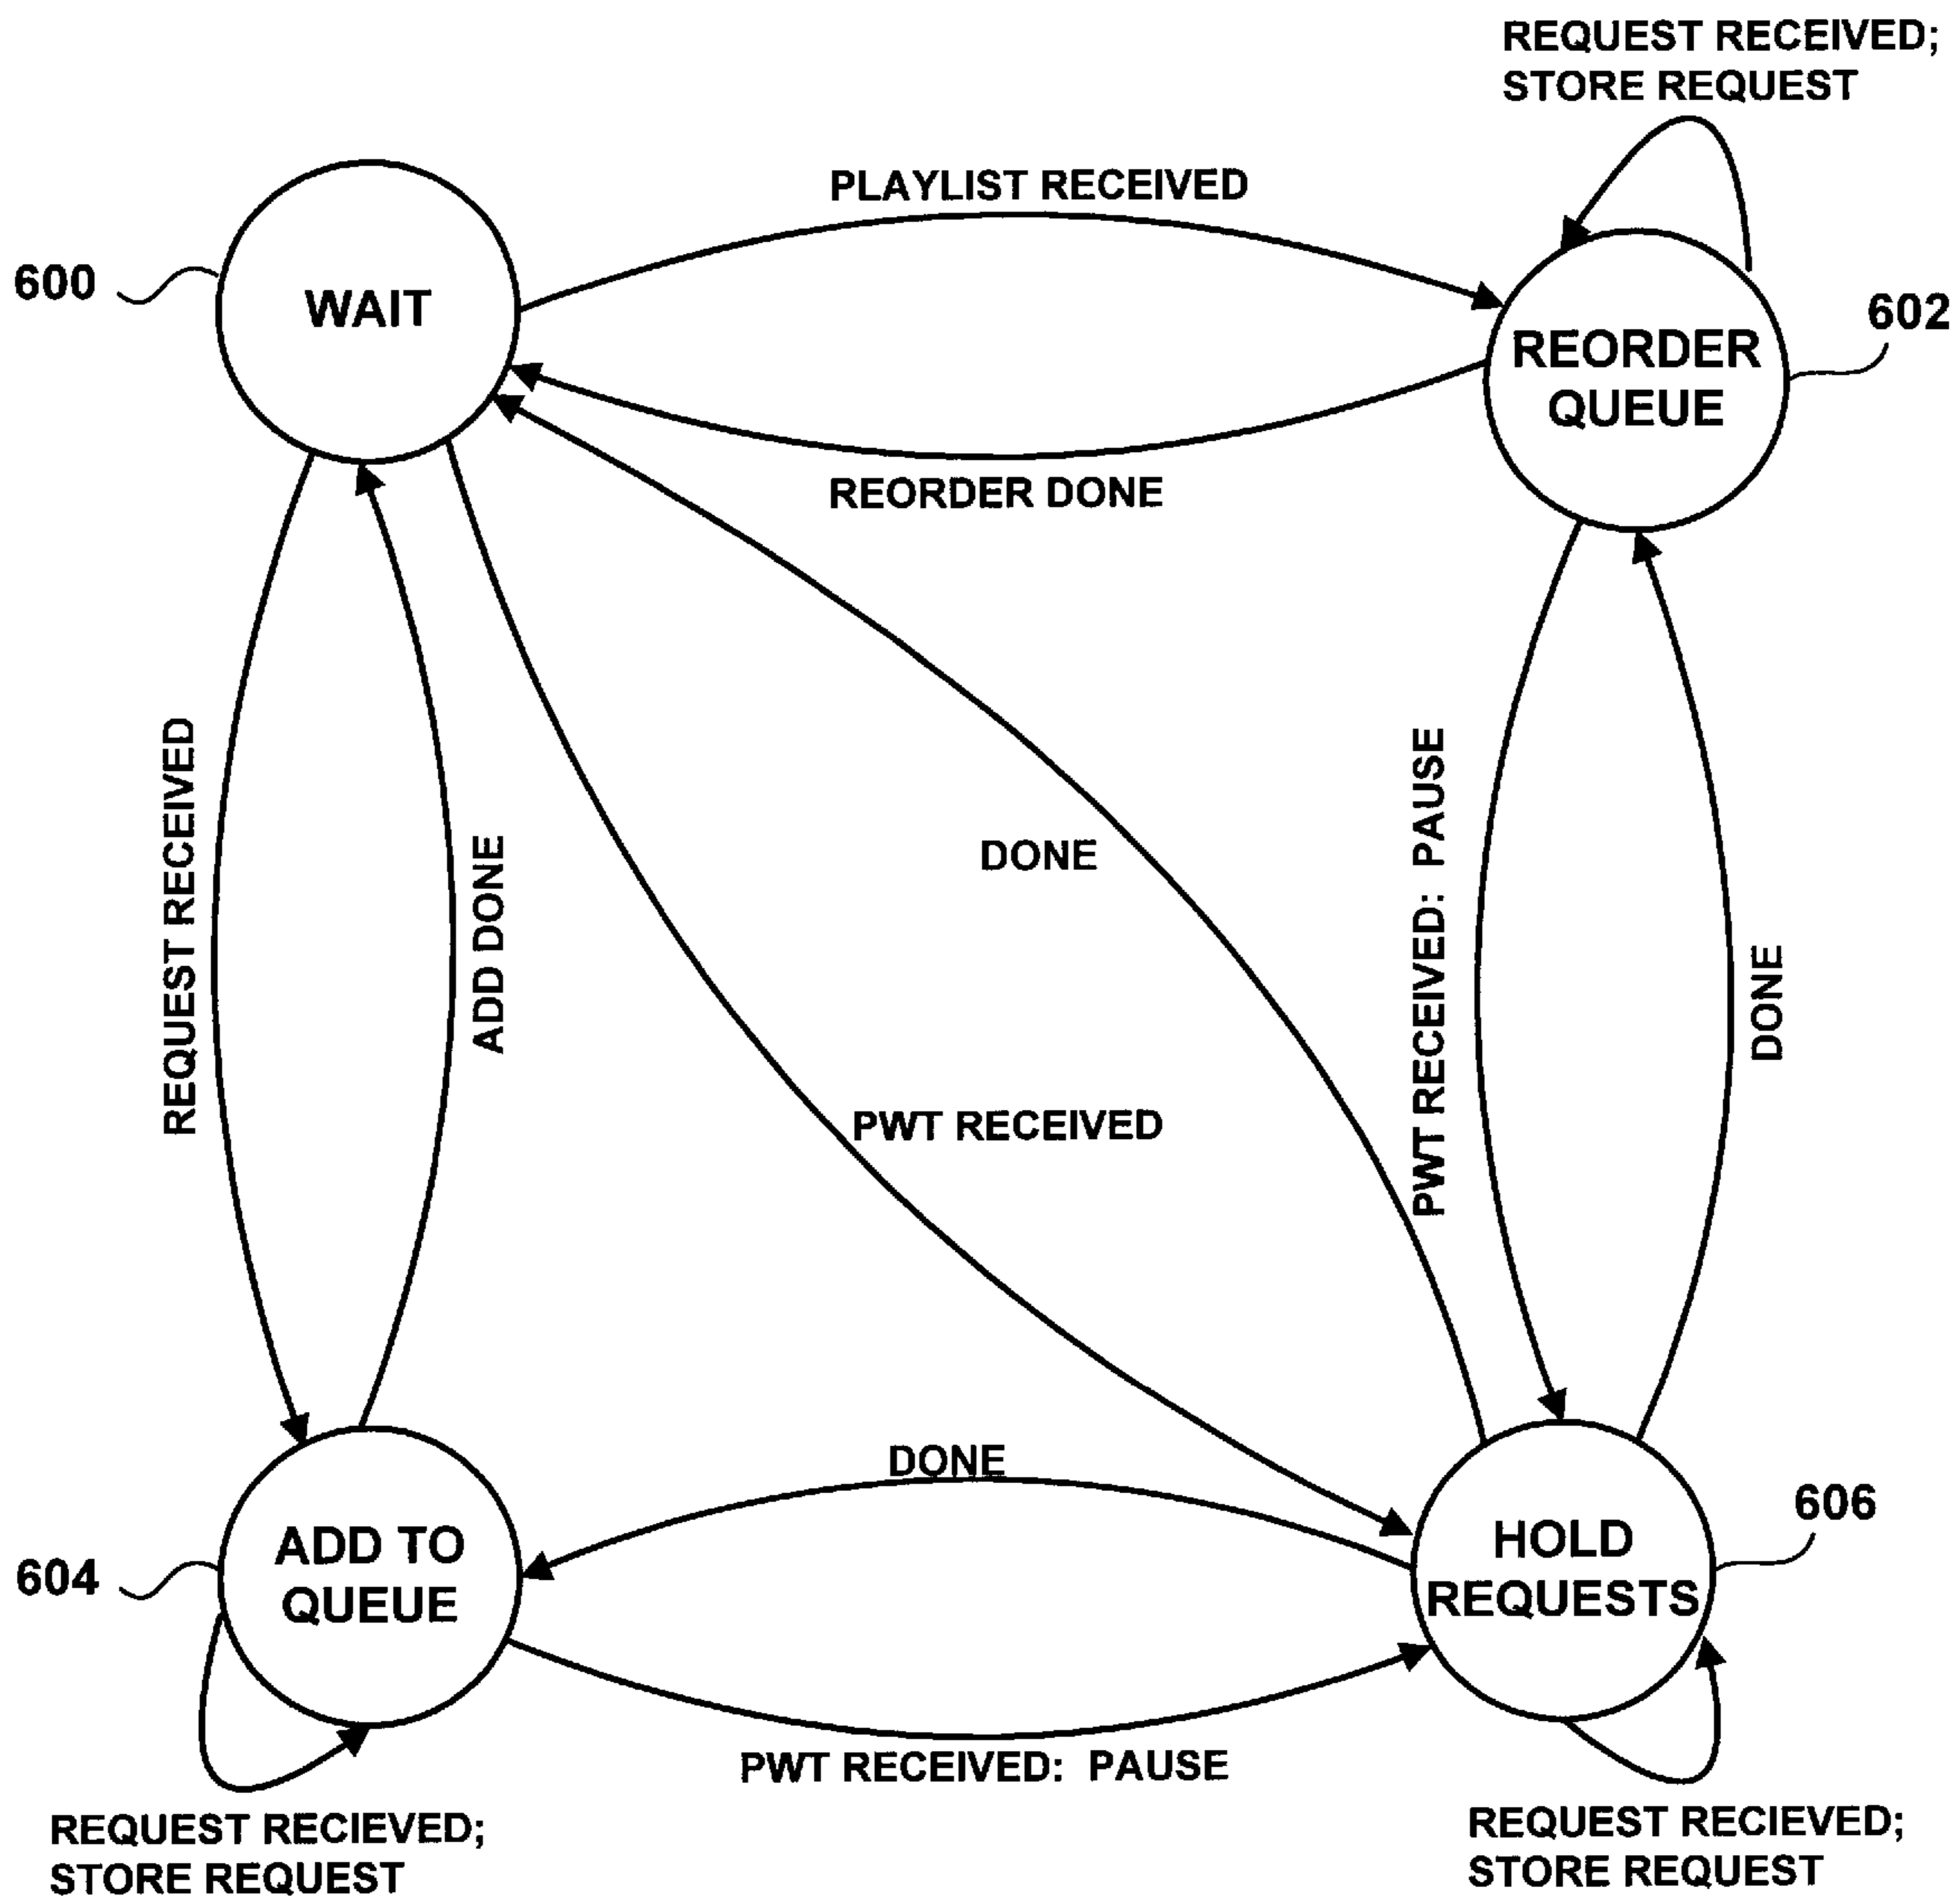 REQUEST RECEIVED;
STORE REQUEST
PLAYLIST RECEIVED
600
WAIT
602
REORDER
QUEUE
REORDER DONE
REQUEST RECEIVED
ADD DONE
DONE
PWT RECEIVED
PWT RECEIVED: PAUSE
DONE
DONE
604
ADD TO
QUEUE
606
HOLD
REQUESTS
PWT RECEIVED: PAUSE
REQUEST RECIEVED;
STORE REQUEST
REQUEST RECIEVED;
STORE REQUEST